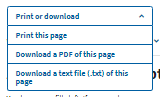 Print or download
Print this page
Download a PDF of this page
Download a text file (.txt) of this
page